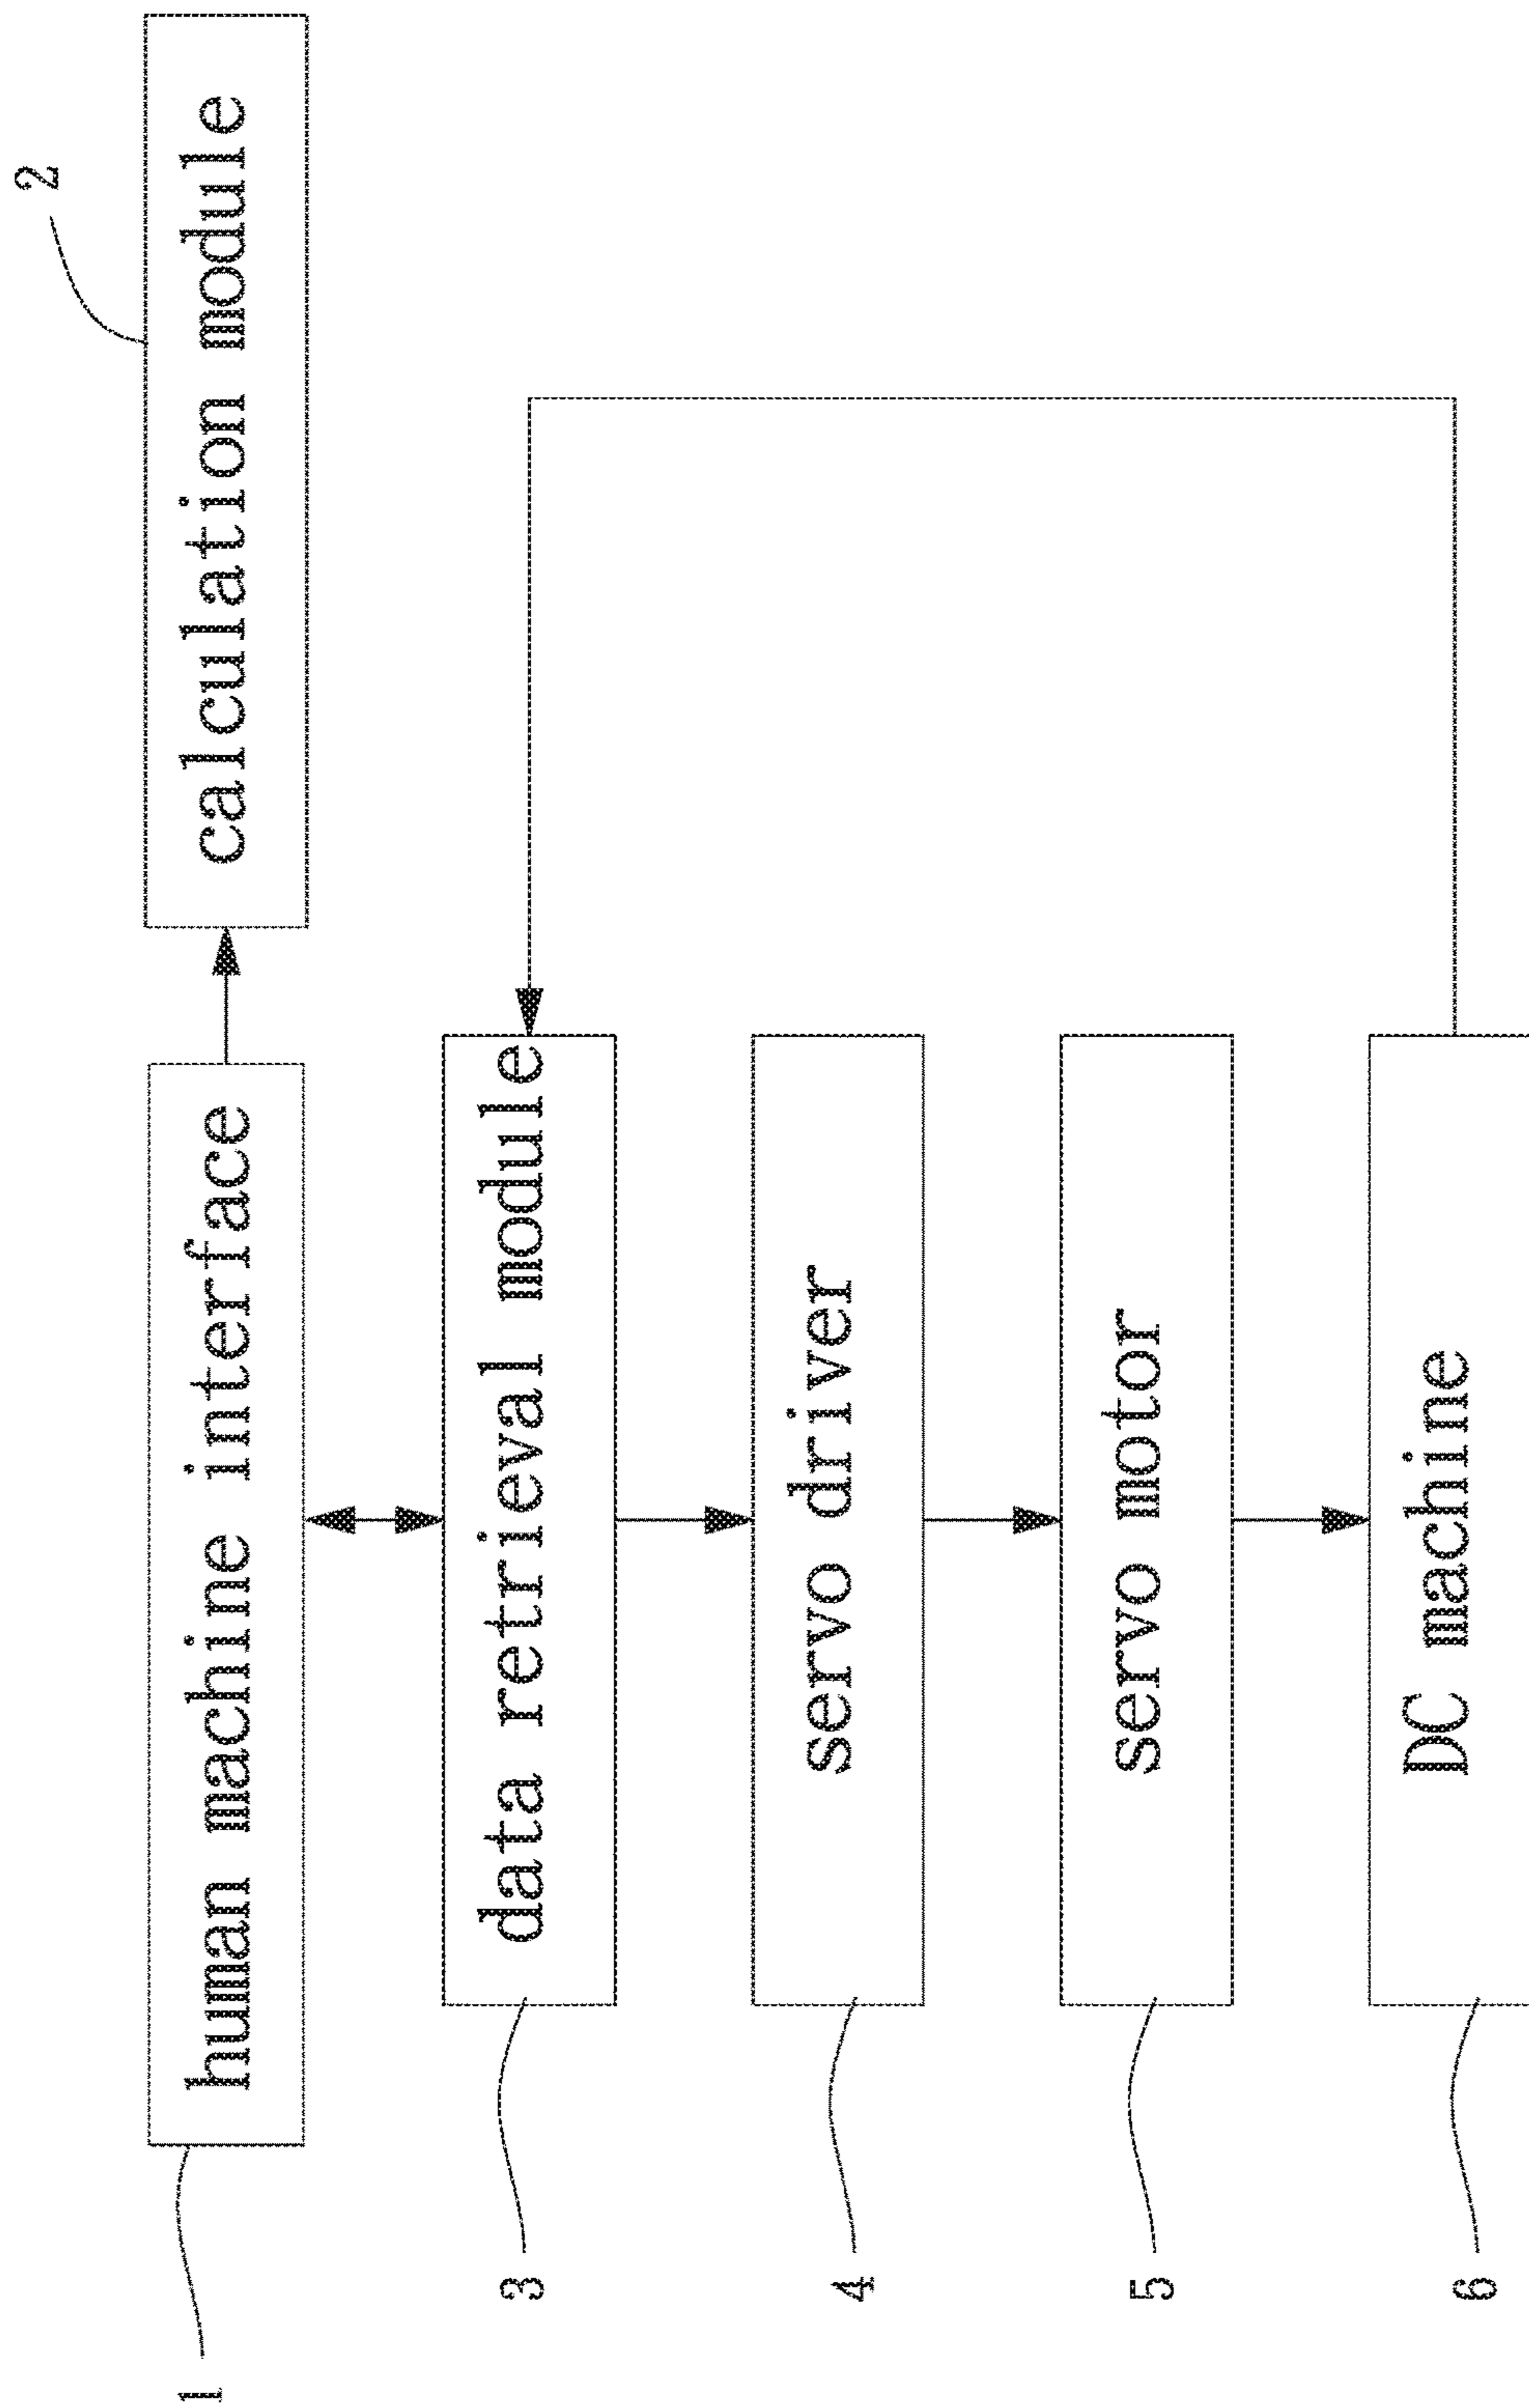 2
human machine interface
calculation module
1
data retrieval module
3
servo driver
4
servo motor
5
DC machine
6